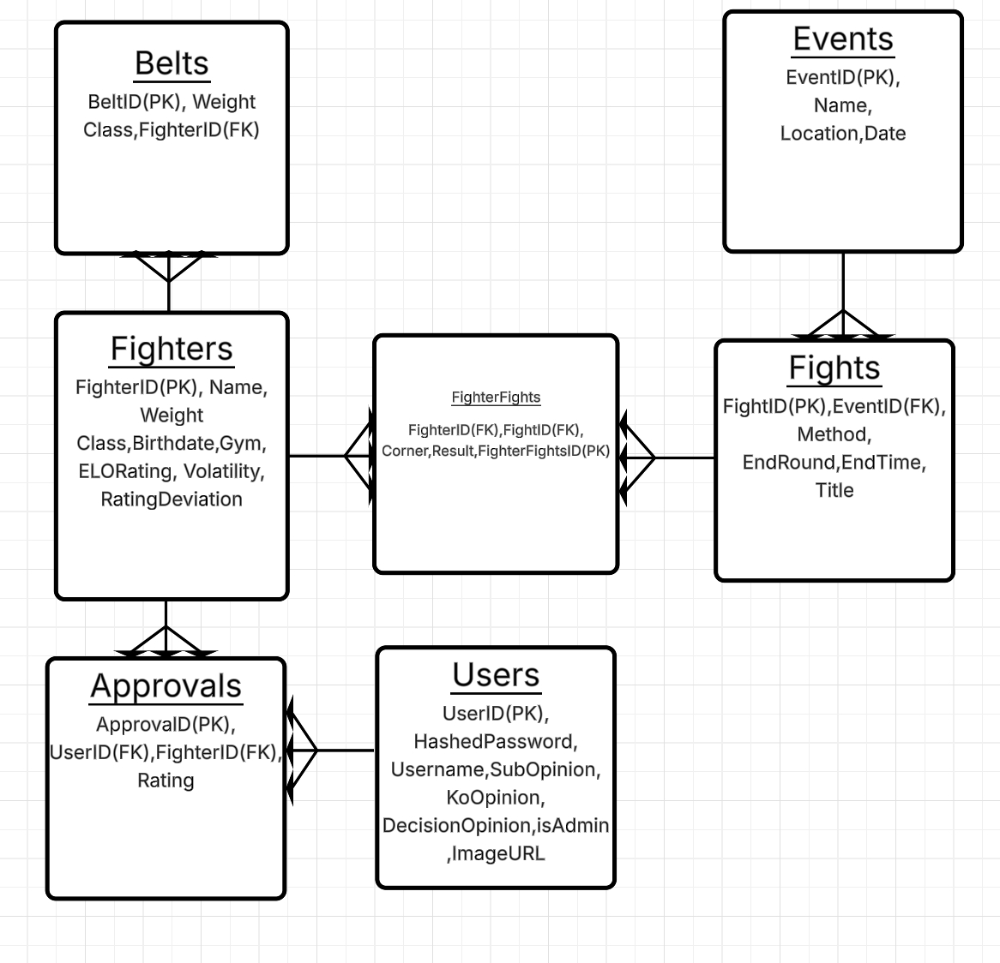 Belts
BeltID(PK), Weight
Class,FighterID(FK)
Events
EventID(PK),
Name,
Location,Date
Fighters
FighterID(PK), Name,
Weight
Class,Birthdate,Gym,
ELORating, Volatility,
RatingDeviation
FighterFights
FighterID(FK),FightID(FK),
Corner,Result,FighterFightsID(PK)
Fights
FightID(PK),EventID(FK),
Method,
EndRound,EndTime,
Title
Approvals
ApprovalD(PK),
UserID(FK),FighterID(FK),
Rating
Users
UserID(PK),
HashedPassword,
Username,SubOpinion,
KoOpinion,
DecisionOpinion,isAdmin
,ImageURL